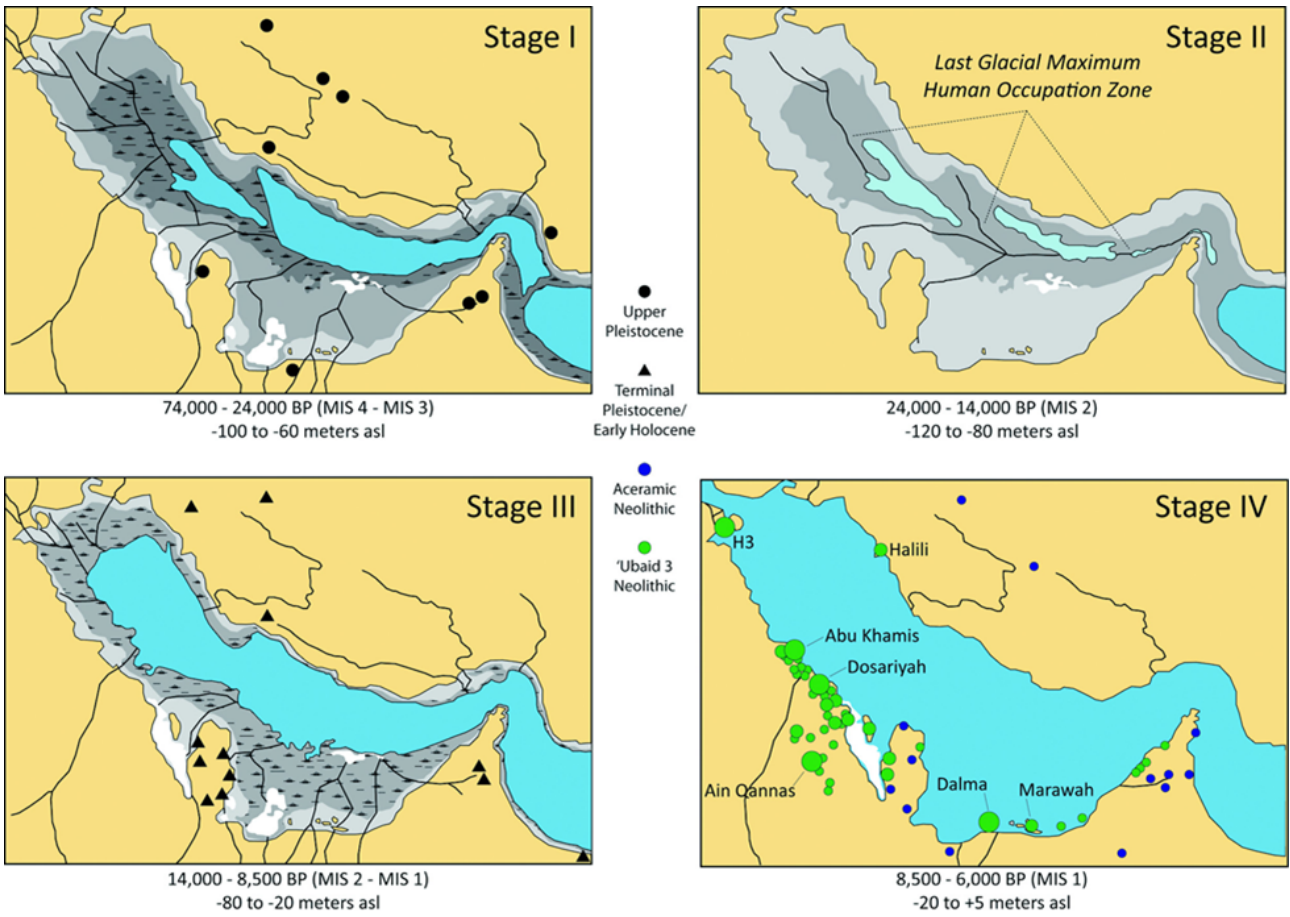 Stage I
74,000 - 24,000 BP (MIS 4 - MIS 3)
-100 to -60 meters asl
Stage II
Last Glacial Maximum
Human Occupation Zone
24,000 - 14,000 BP (MIS 2)
-120 to -80 meters asl
Upper
Pleistocene
Terminal
Pleistocene/
Early Holocene
Aceramic
Neolithic
'Ubaid 3
Neolithic
Stage III
14,000 - 8,500 BP (MIS 2 - MIS 1)
-80 to -20 meters asl
Stage IV
H3
Halili
Abu Khamis
Dosariyah
Ain Qannas
Dalma
Marawah
8,500 - 6,000 BP (MIS 1)
-20 to +5 meters asl